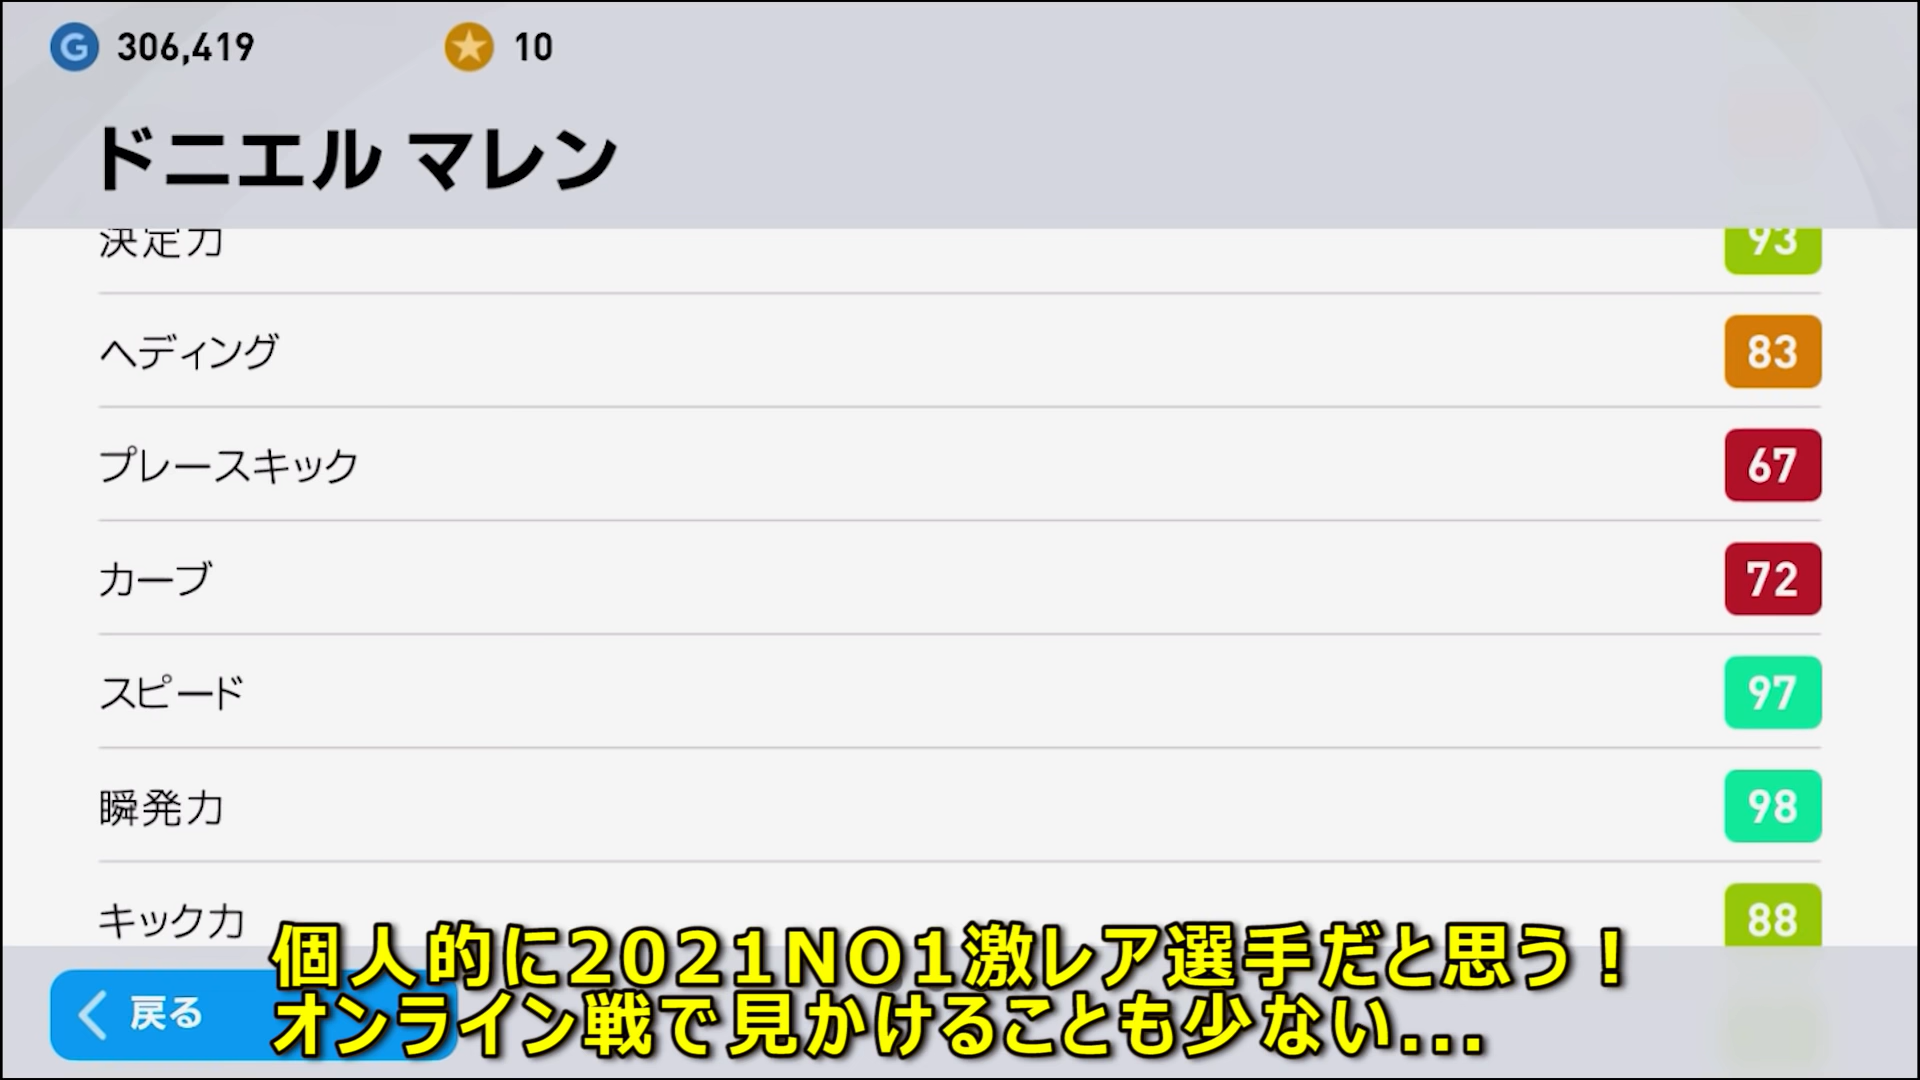 306,419
10
ドニエル マレン
決定力 93
ヘディング 83
プレースキック 67
カーブ 72
スピード 97
瞬発力 98
キック力 88
個人的に2021NO1激レア選手だと思う！
戻る
オンライン戦で見かけることも少ない...